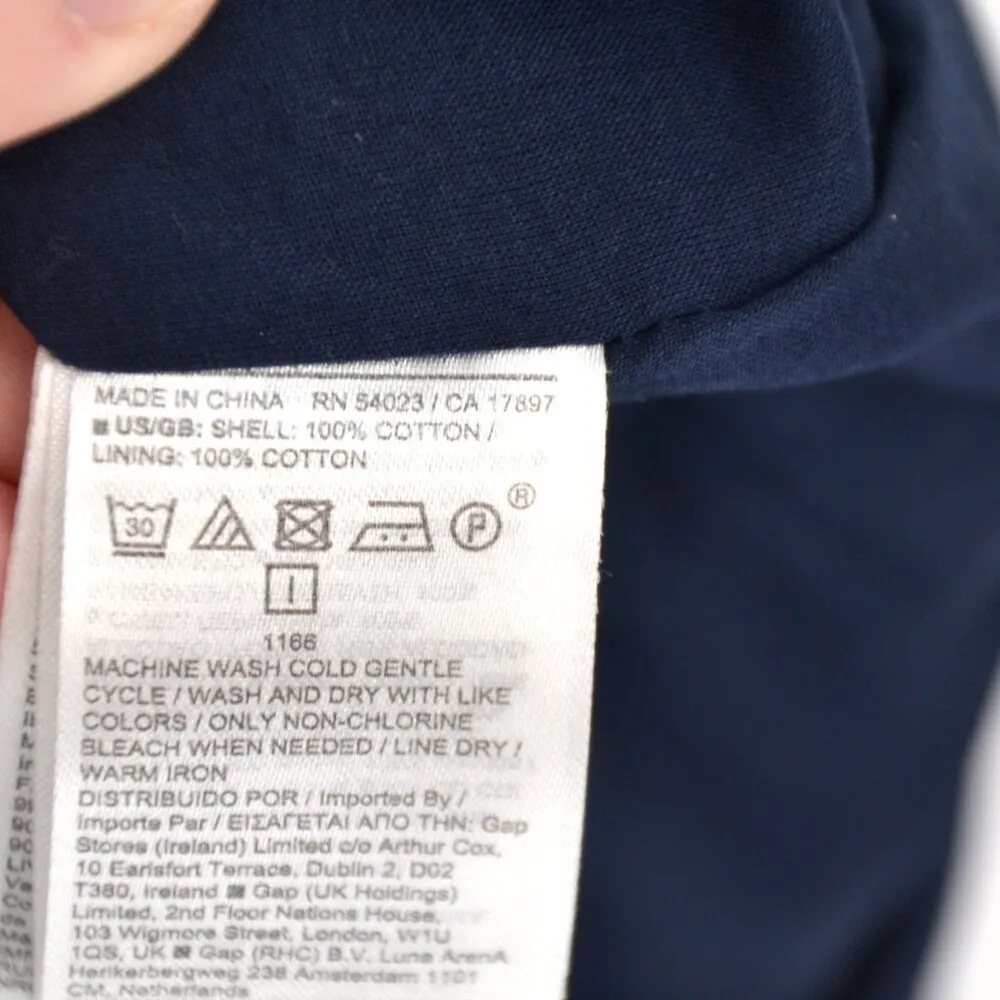 MADE IN CHINA RN 54023 / CA 17897
US/GB: SHELL: 100% COTTON /
LINING: 100% COTTON
30 P ®
1166
MACHINE WASH COLD GENTLE
CYCLE / WASH AND DRY WITH LIKE
COLORS / ONLY NON-CHLORINE
BLEACH WHEN NEEDED / LINE DRY /
WARM IRON
DISTRIBUIDO POR / Imported By /
Importe Par / ΕΙΣΑΓΕΤΑΙ ΑΠΟ ΤΗΝ: Gap
Stores (Ireland) Limited c/o Arthur Cox,
10 Earlsfort Terrace, Dublin 2, D02
T380, Ireland Gap (UK Holdings)
Limited, 2nd Floor Nations House,
103 Wigmore Street, London, W1U
1QS, UK Gap (RHC) B.V. Luna ArenA
Herikerbergweg 238 Amsterdam 1101
CM, Netherlands